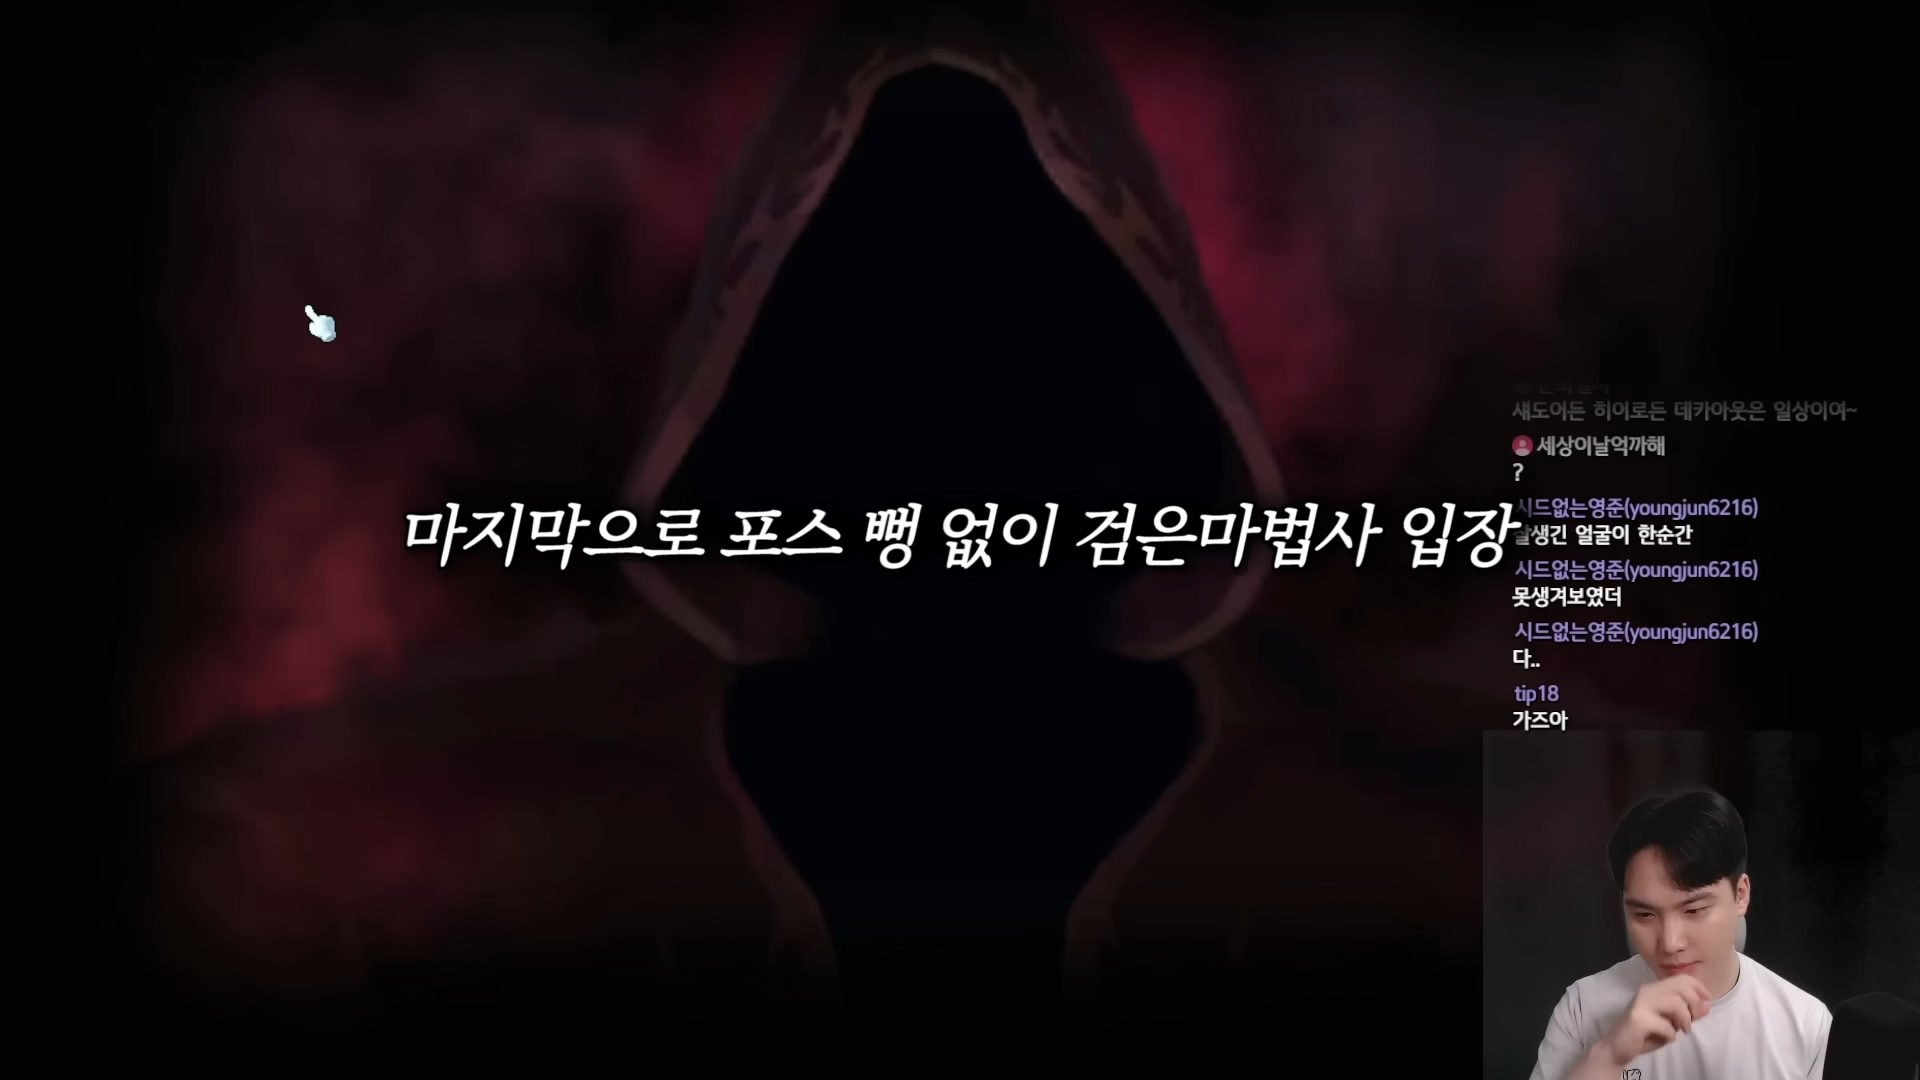 마지막으로 포스 뻥 없이 검은마법사 입장
섀도어든 히어로든 데카아웃은 일상이여~
세상이날억까해
?
시드없는영준(youngjun6216)
잘생긴 얼굴이 한순간
시드없는영준(youngjun6216)
못생겨보였더
시드없는영준(youngjun6216)
다..
tip18
가즈아